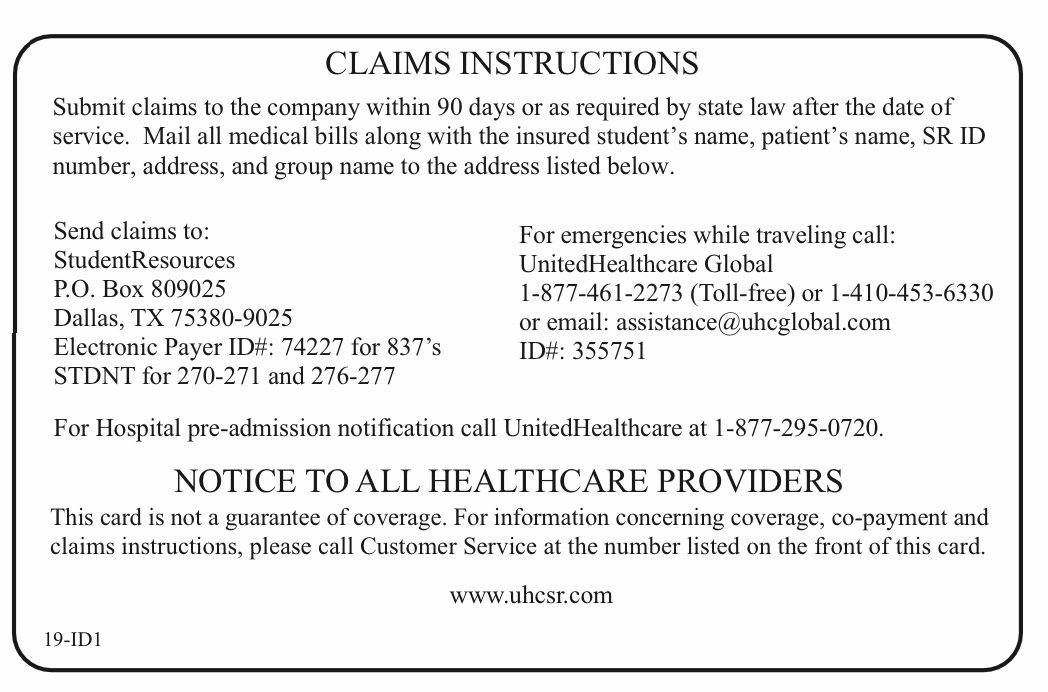 CLAIMS INSTRUCTIONS
Submit claims to the company within 90 days or as required by state law after the date of
service.  Mail all medical bills along with the insured student's name, patient's name, SR ID
number, address, and group name to the address listed below.
Send claims to:
StudentResources
P.O. Box 809025
Dallas, TX 75380-9025
Electronic Payer ID#: 74227 for 837's
STDNT for 270-271 and 276-277
For emergencies while traveling call:
UnitedHealthcare Global
1-877-461-2273 (Toll-free) or 1-410-453-6330
or email: assistance@uhcglobal.com
ID#: 355751
For Hospital pre-admission notification call UnitedHealthcare at 1-877-295-0720.
NOTICE TO ALL HEALTHCARE PROVIDERS
This card is not a guarantee of coverage. For information concerning coverage, co-payment and
claims instructions, please call Customer Service at the number listed on the front of this card.
www.uhcsr.com
19-ID1